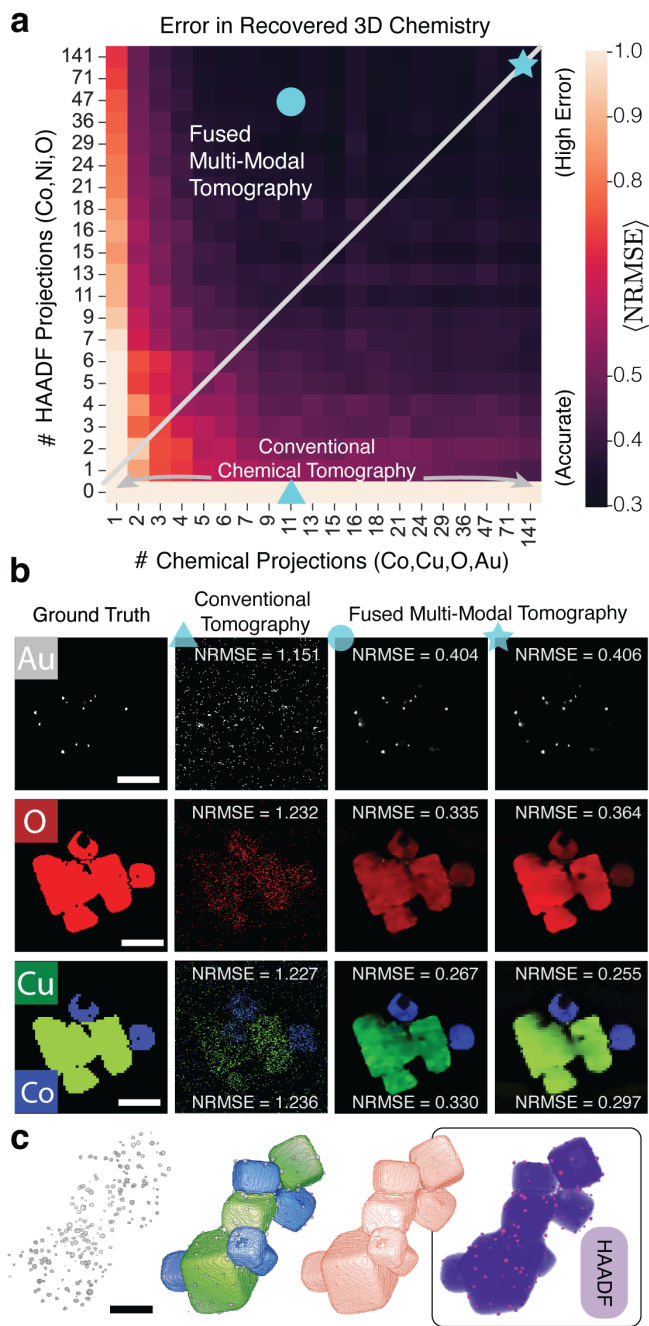 a
Error in Recovered 3D Chemistry
# HAADF Projections (Co,Ni,O)
141
71
47
36
29
24
21
18
16
15
13
11
9
7
6
5
4
3
2
1
0
Fused
Multi-Modal
Tomography
Conventional
Chemical Tomography
1
2
3
4
5
6
7
9
11
13
15
16
18
21
24
29
36
47
71
141
# Chemical Projections (Co,Cu,O,Au)
1.0
0.9
0.8
0.5
0.4
0.3
(High Error)
⟨NRMSE⟩
(Accurate)
b
Ground Truth
Conventional
Tomography
Fused Multi-Modal Tomography
Au
NRMSE = 1.151
NRMSE = 0.404
NRMSE = 0.406
O
NRMSE = 1.232
NRMSE = 0.335
NRMSE = 0.364
Cu
NRMSE = 1.227
NRMSE = 0.267
NRMSE = 0.255
Co
NRMSE = 1.236
NRMSE = 0.330
NRMSE = 0.297
c
HAADF